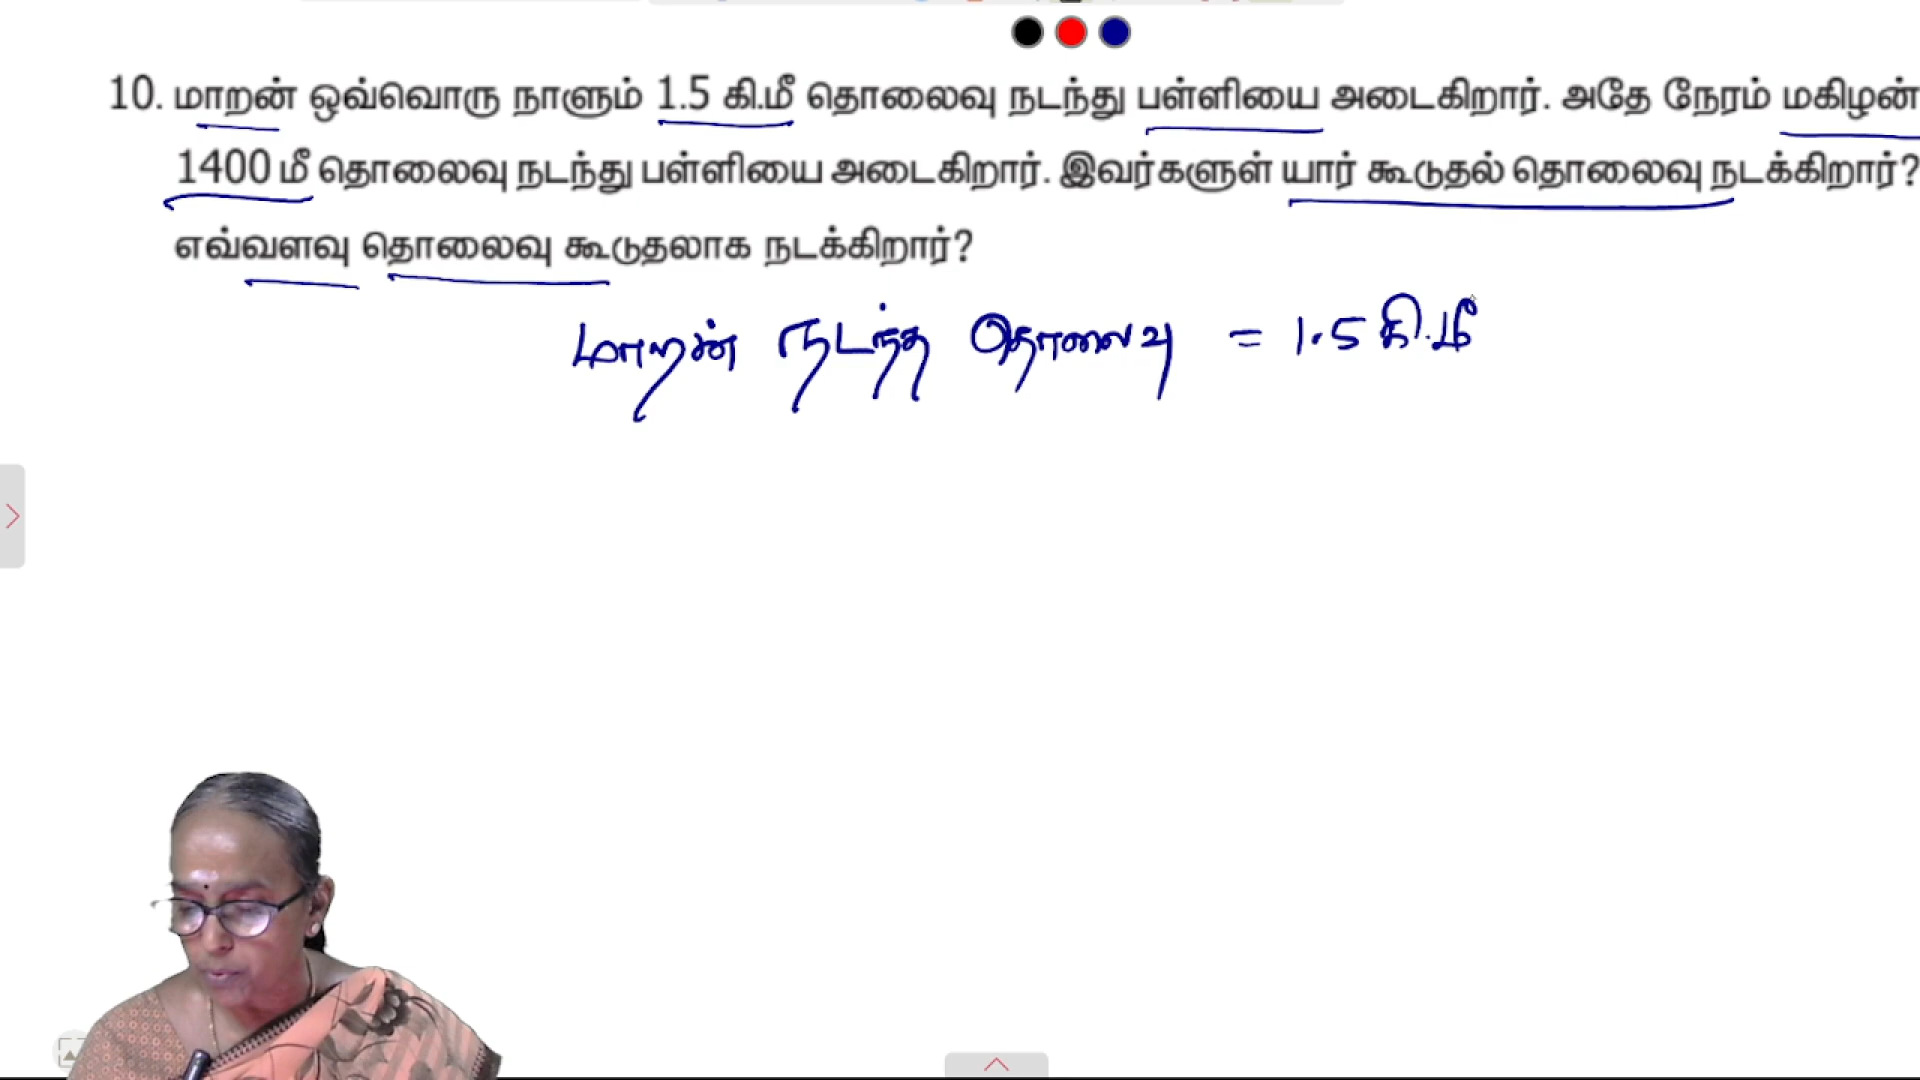 10. மாறன் ஒவ்வொரு நாளும் 1.5 கி.மீ தொலைவு நடந்து பள்ளியை அடைகிறார். அதே நேரம் மகிழன்
1400 மீ தொலைவு நடந்து பள்ளியை அடைகிறார். இவர்களுள் யார் கூடுதல் தொலைவு நடக்கிறார்?
எவ்வளவு தொலைவு கூடுதலாக நடக்கிறார்?
மாறன் நடந்த தொலைவு = 1.5 கி.மீ